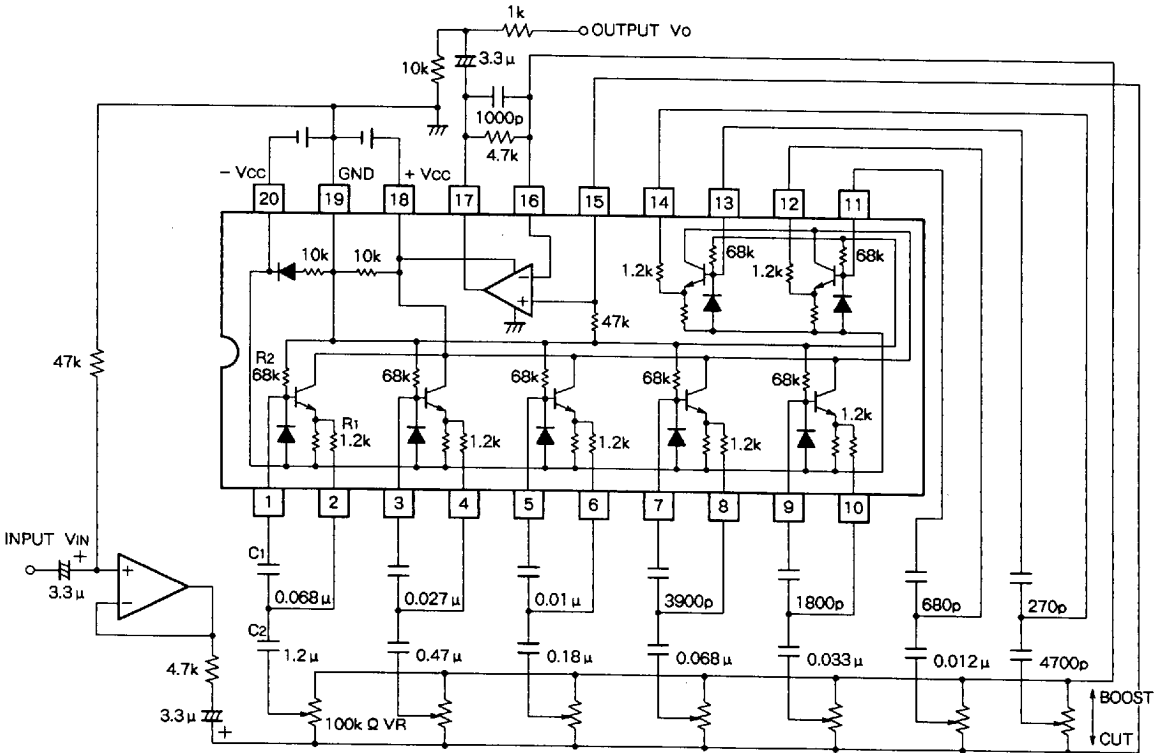 1k
OUTPUT Vo
10k
3.3μ
1000p
4.7k
− Vcc
GND
+ Vcc
20
19
18
17
16
15
14
13
12
11
10k
10k
68k
68k
1.2k
1.2k
−
+
47k
47k
R2
68k
68k
68k
68k
68k
R1
1.2k
1.2k
1.2k
1.2k
1.2k
1
2
3
4
5
6
7
8
9
10
INPUT VIN
+
3.3μ
+
−
C1
0.068μ
0.027μ
0.01μ
3900p
1800p
680p
270p
C2
1.2μ
0.47μ
0.18μ
0.068μ
0.033μ
0.012μ
4700p
4.7k
3.3μ
+
100k Ω VR
BOOST
CUT